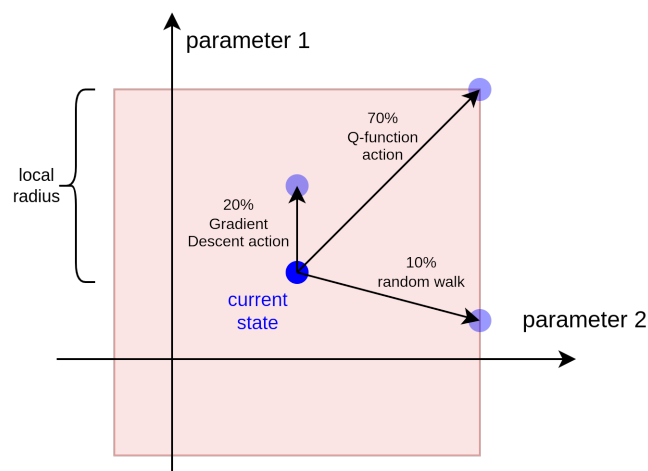 parameter 1
70%
Q-function
action
local
radius
20%
Gradient
Descent action
10%
random walk
current
state
parameter 2